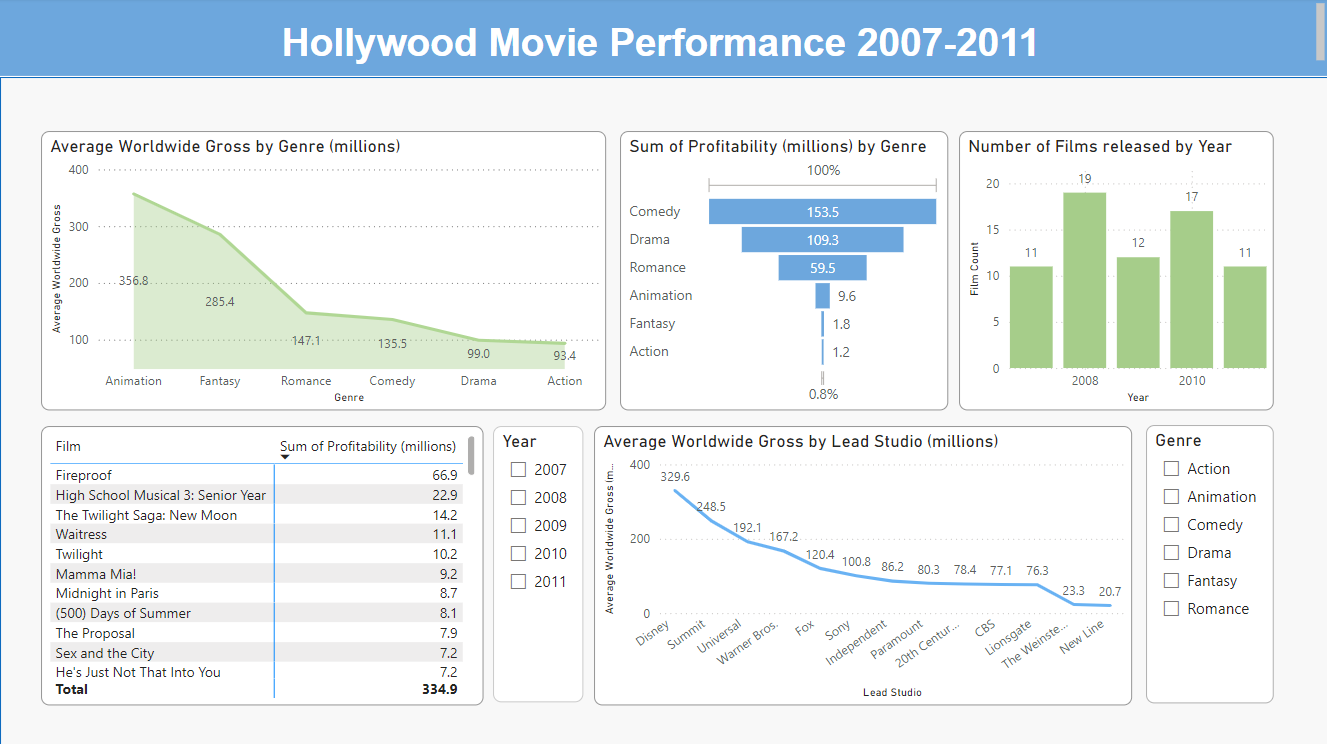 Hollywood Movie Performance 2007-2011
Average Worldwide Gross by Genre (millions)
Average Worldwide Gross
400
300
200
100
356.8
285.4
147.1
135.5
99.0
93.4
Animation
Fantasy
Romance
Comedy
Drama
Action
Genre
Sum of Profitability (millions) by Genre
100%
Comedy 153.5
Drama 109.3
Romance 59.5
Animation 9.6
Fantasy 1.8
Action 1.2
0.8%
Number of Films released by Year
Film Count
20
15
10
5
0
11
19
12
17
11
2008
2010
Year
Film Sum of Profitability (millions)
Fireproof 66.9
High School Musical 3: Senior Year 22.9
The Twilight Saga: New Moon 14.2
Waitress 11.1
Twilight 10.2
Mamma Mia! 9.2
Midnight in Paris 8.7
(500) Days of Summer 8.1
The Proposal 7.9
Sex and the City 7.2
He's Just Not That Into You 7.2
Total 334.9
Year
2007
2008
2009
2010
2011
Average Worldwide Gross by Lead Studio (millions)
Average Worldwide Gross (m...
400
200
0
329.6
248.5
192.1
167.2
120.4
100.8
86.2
80.3
78.4
77.1
76.3
23.3
20.7
Disney
Summit
Universal
Warner Bros.
Fox
Sony
Independent
Paramount
20th Centur...
CBS
Lionsgate
The Weinste...
New Line
Lead Studio
Genre
Action
Animation
Comedy
Drama
Fantasy
Romance